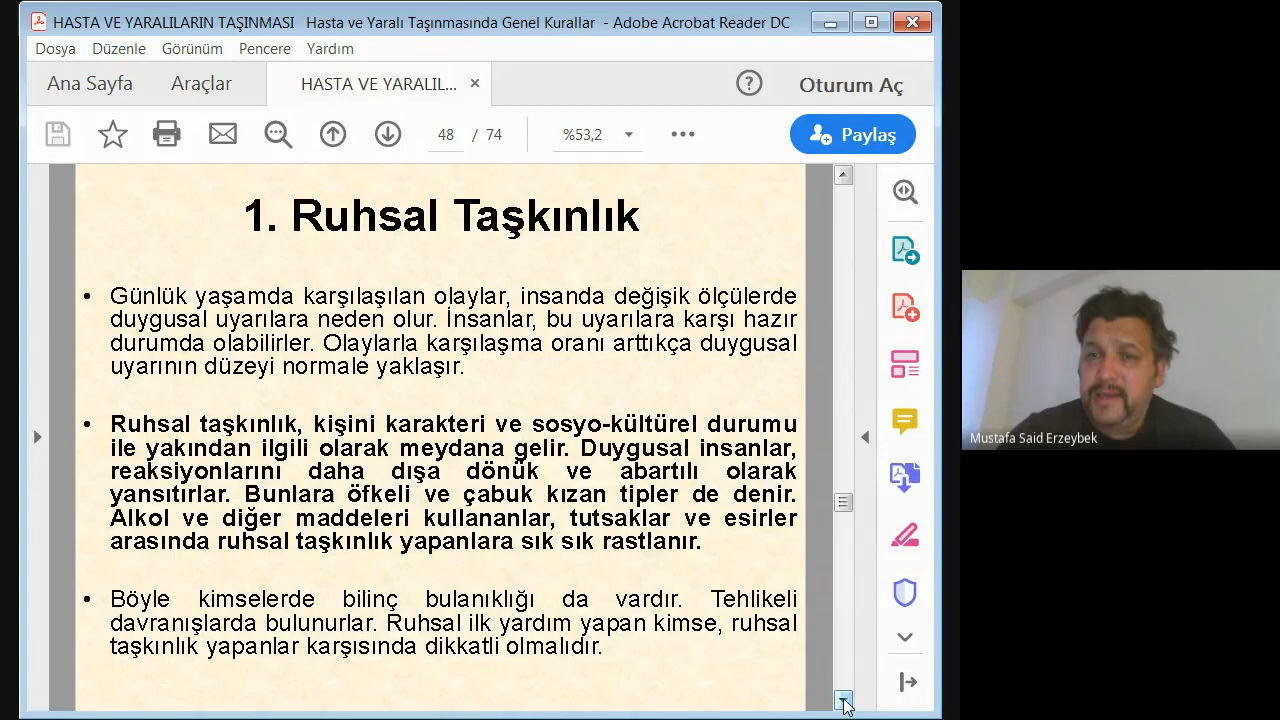 HASTA VE YARALILARIN TAŞINMASI   Hasta ve Yaralı Taşınmasında Genel Kurallar  - Adobe Acrobat Reader DC
Dosya Düzenle Görünüm Pencere Yardım
Ana Sayfa Araçlar HASTA VE YARALIL... × ? Oturum Aç
48 / 74 %53,2 Paylaş
1. Ruhsal Taşkınlık
• Günlük yaşamda karşılaşılan olaylar, insanda değişik ölçülerde
duygusal uyarılara neden olur. İnsanlar, bu uyarılara karşı hazır
durumda olabilirler. Olaylarla karşılaşma oranı arttıkça duygusal
uyarının düzeyi normale yaklaşır.
• Ruhsal taşkınlık, kişini karakteri ve sosyo-kültürel durumu
ile yakından ilgili olarak meydana gelir. Duygusal insanlar,
reaksiyonlarını daha dışa dönük ve abartılı olarak
yansıtırlar. Bunlara öfkeli ve çabuk kızan tipler de denir.
Alkol ve diğer maddeleri kullananlar, tutsaklar ve esirler
arasında ruhsal taşkınlık yapanlara sık sık rastlanır.
• Böyle kimselerde bilinç bulanıklığı da vardır. Tehlikeli
davranışlarda bulunurlar. Ruhsal ilk yardım yapan kimse, ruhsal
taşkınlık yapanlar karşısında dikkatli olmalıdır.
Mustafa Said Erzeybek